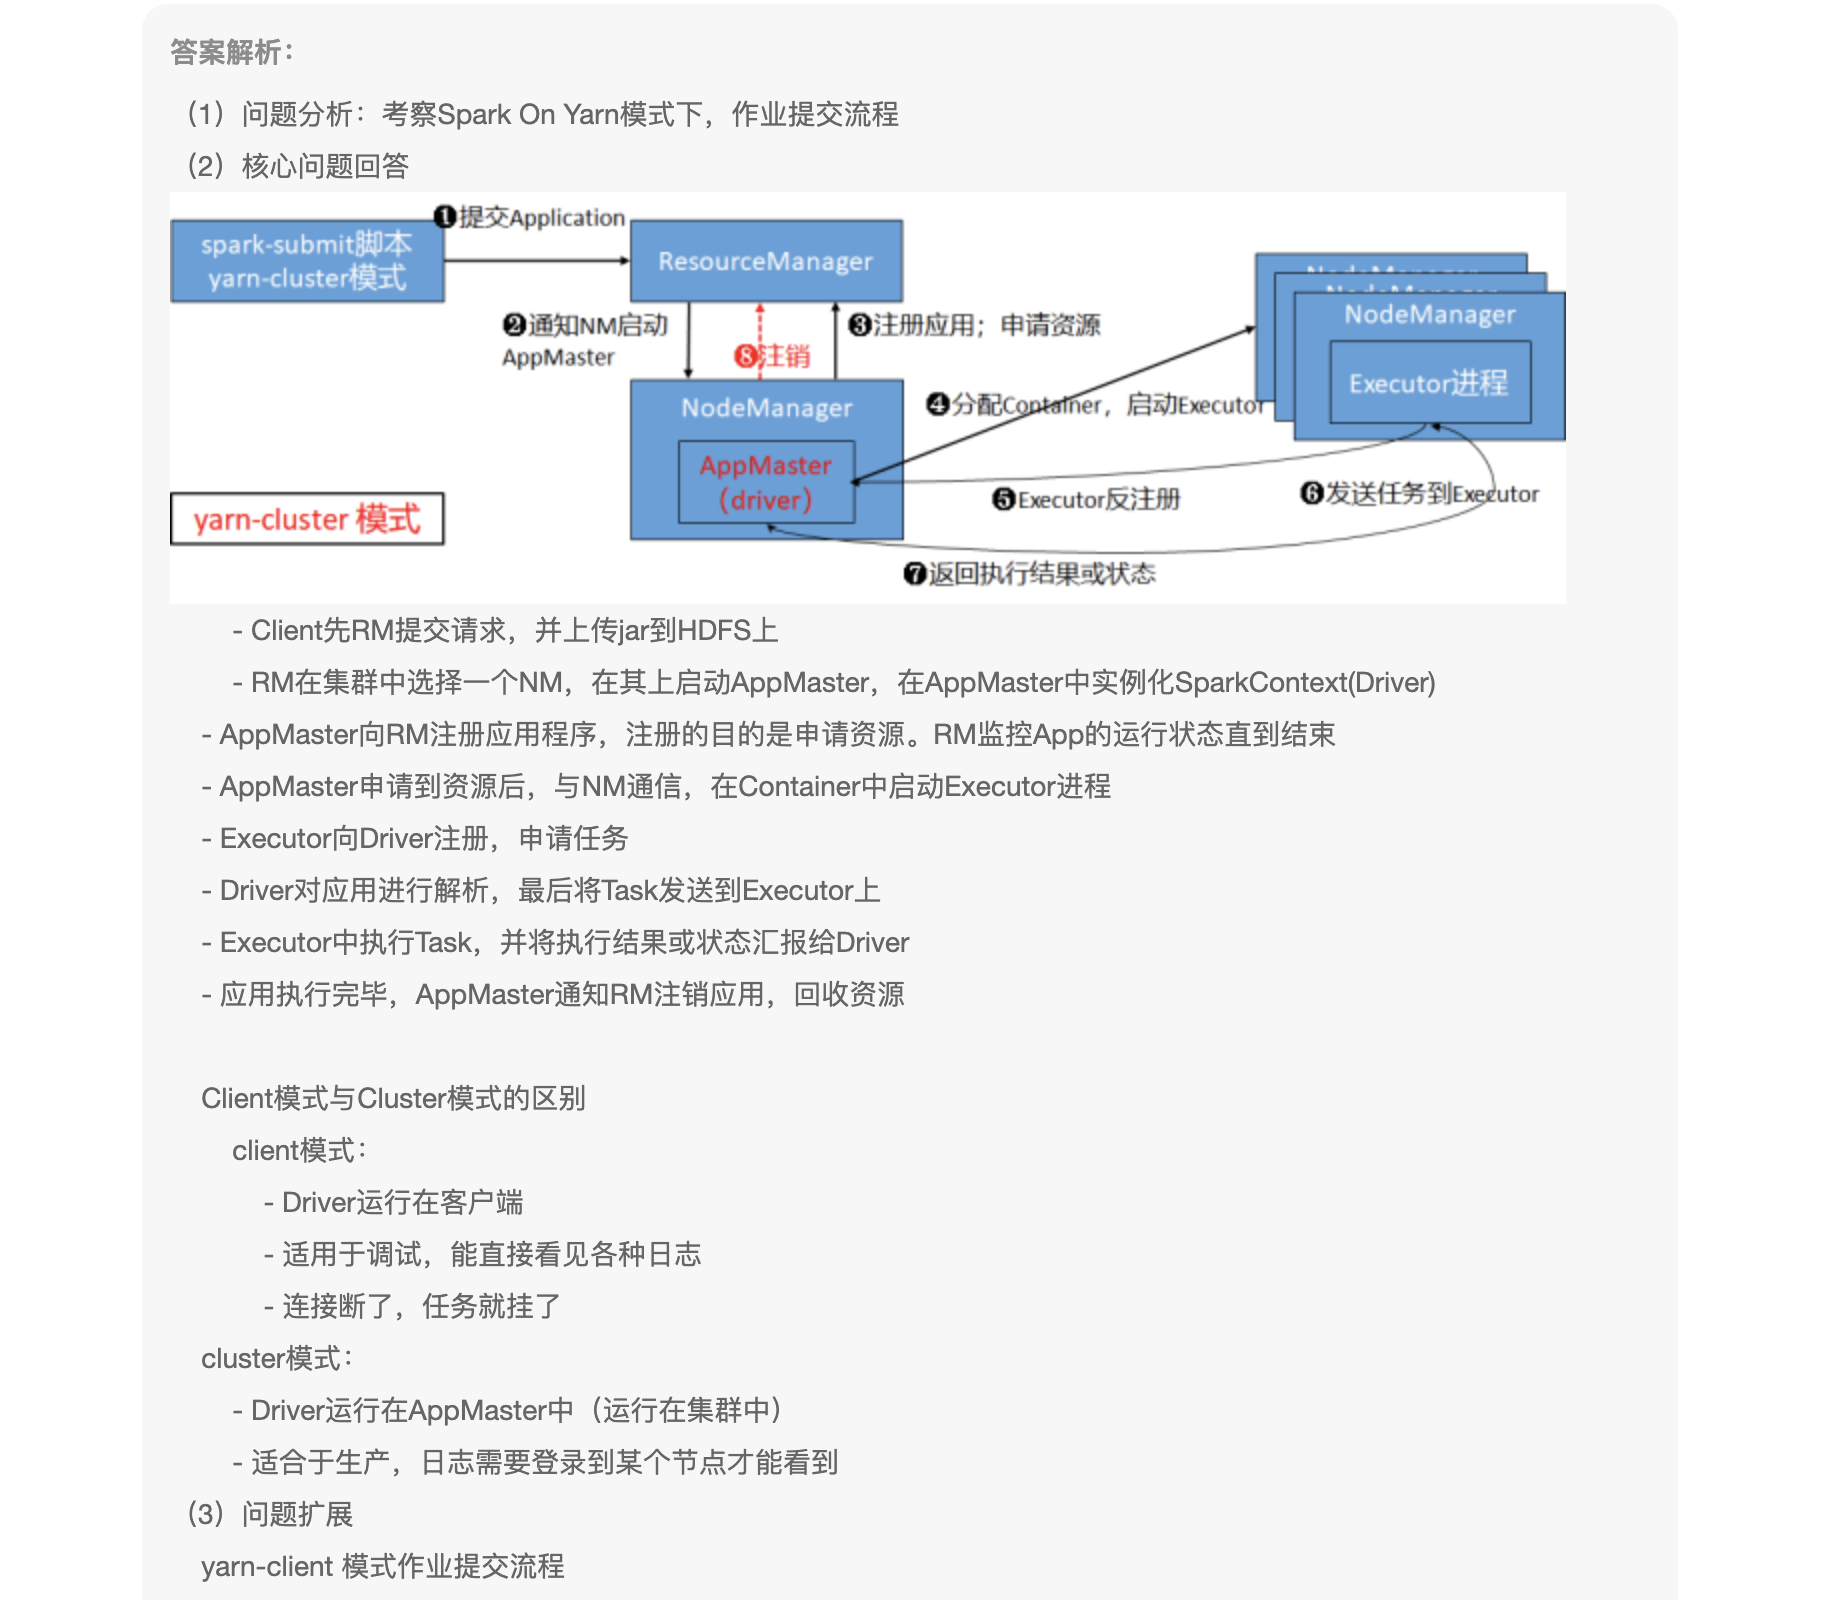 答案解析：
（1）问题分析：考察Spark On Yarn模式下，作业提交流程
（2）核心问题回答
❶提交Application
spark-submit脚本
yarn-cluster模式
ResourceManager
NodeManager
NodeManager
NodeManager
Executor进程
❷通知NM启动
AppMaster
❽注销
❸注册应用；申请资源
❹分配Container，启动Executor
NodeManager
AppMaster
（driver）
❺Executor反注册
❻发送任务到Executor
yarn-cluster 模式
❼返回执行结果或状态
- Client先RM提交请求，并上传jar到HDFS上
- RM在集群中选择一个NM，在其上启动AppMaster，在AppMaster中实例化SparkContext(Driver)
- AppMaster向RM注册应用程序，注册的目的是申请资源。RM监控App的运行状态直到结束
- AppMaster申请到资源后，与NM通信，在Container中启动Executor进程
- Executor向Driver注册，申请任务
- Driver对应用进行解析，最后将Task发送到Executor上
- Executor中执行Task，并将执行结果或状态汇报给Driver
- 应用执行完毕，AppMaster通知RM注销应用，回收资源
Client模式与Cluster模式的区别
client模式：
- Driver运行在客户端
- 适用于调试，能直接看见各种日志
- 连接断了，任务就挂了
cluster模式：
- Driver运行在AppMaster中（运行在集群中）
- 适合于生产，日志需要登录到某个节点才能看到
（3）问题扩展
yarn-client 模式作业提交流程